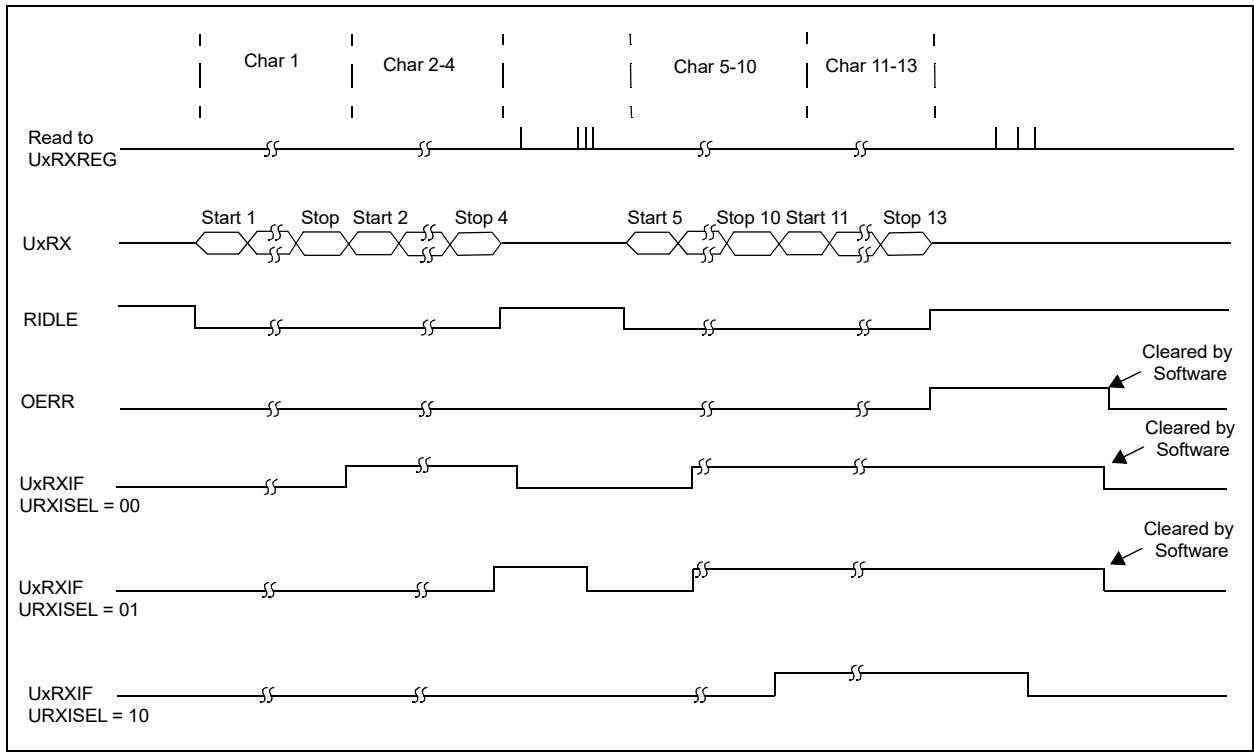 Char 1
Char 2-4
Char 5-10
Char 11-13
Read to
UxRXREG
Start 1
Stop
Start 2
Stop 4
Start 5
Stop 10
Start 11
Stop 13
UxRX
RIDLE
Cleared by
Software
OERR
Cleared by
Software
UxRXIF
URXISEL = 00
Cleared by
Software
UxRXIF
URXISEL = 01
UxRXIF
URXISEL = 10